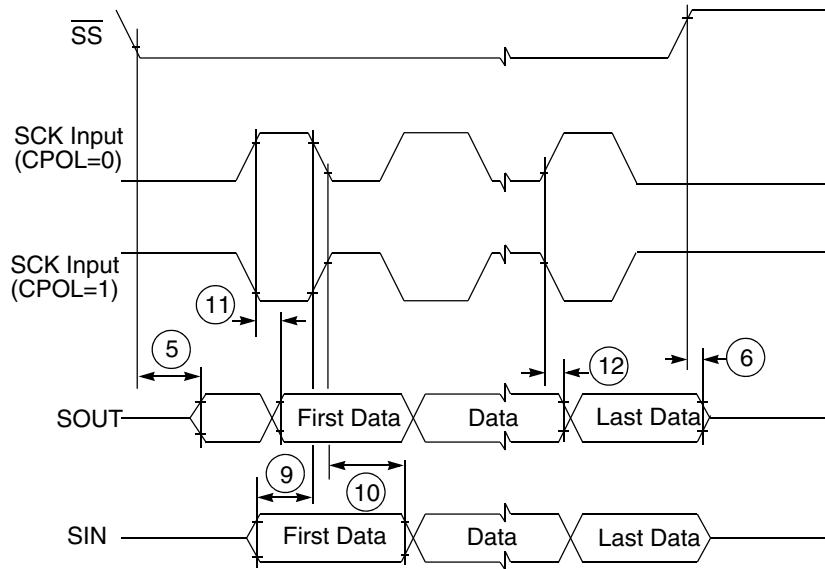 SS
SCK Input
(CPOL=0)
SCK Input
(CPOL=1)
11
5
12
6
SOUT
First Data
Data
Last Data
9
10
SIN
First Data
Data
Last Data